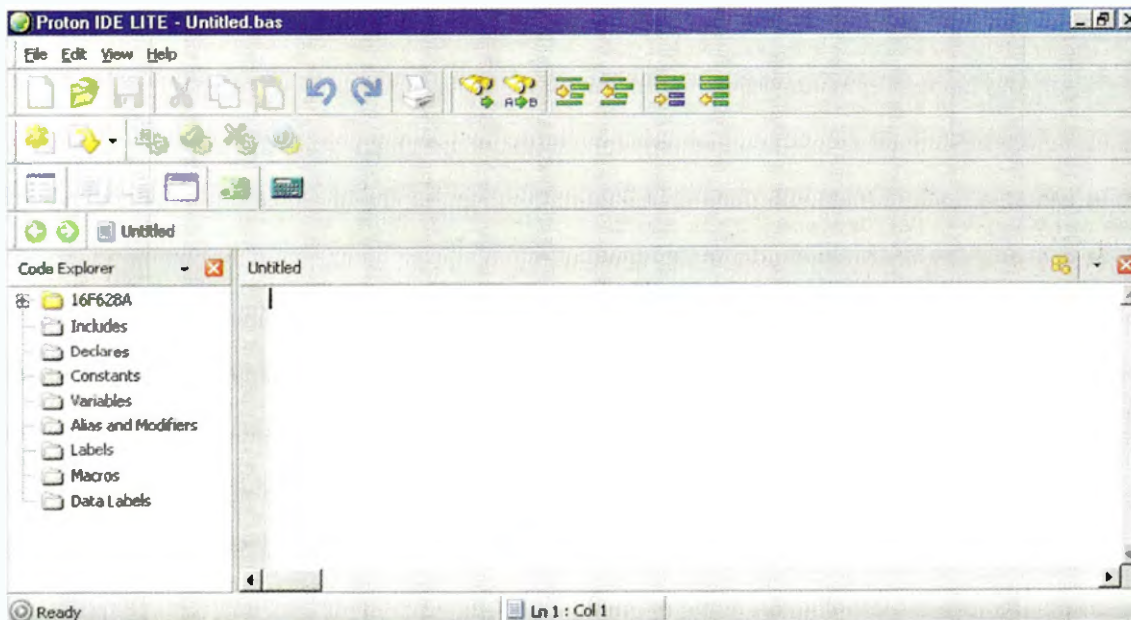 Proton IDE LITE - Untitled.bas
File Edit View Help
A B
Untitled
Code Explorer
Untitled
16F628A
Includes
Declares
Constants
Variables
Alias and Modifiers
Labels
Macros
Data Labels
Ready
Ln 1 : Col 1